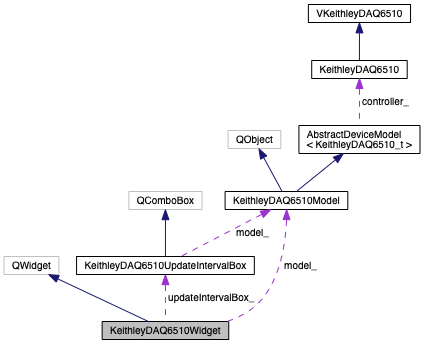 VKeithleyDAQ6510
KeithleyDAQ6510
controller_
AbstractDeviceModel
< KeithleyDAQ6510_t >
QObject
QComboBox
KeithleyDAQ6510Model
model_
QWidget
KeithleyDAQ6510UpdateIntervalBox
model_
updateIntervalBox_
KeithleyDAQ6510Widget